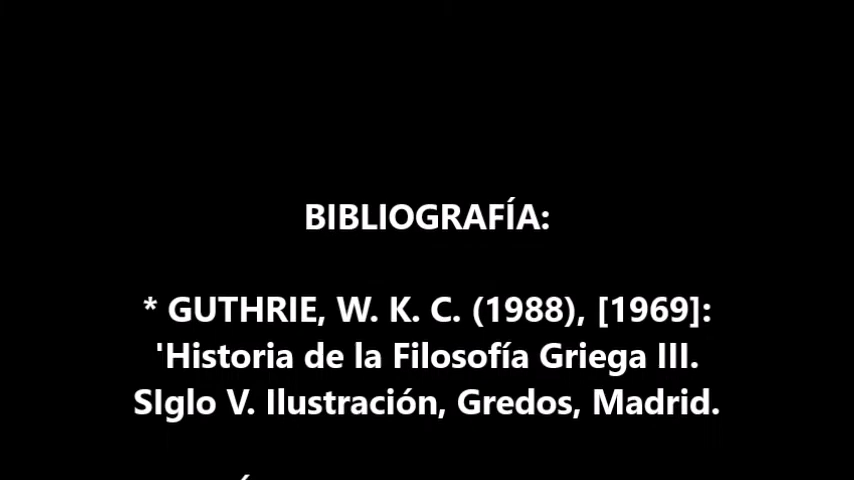 BIBLIOGRAFÍA:
* GUTHRIE, W. K. C. (1988), [1969]:
'Historia de la Filosofía Griega III.
SIglo V. Ilustración, Gredos, Madrid.